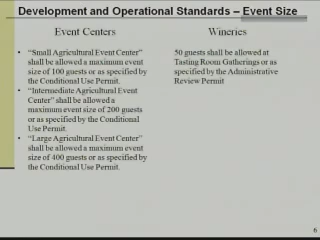 Development and Operational Standards – Event Size
Event Centers
• “Small Agricultural Event Center”
shall be allowed a maximum event
size of 100 guests or as specified by
the Conditional Use Permit.
• “Intermediate Agricultural Event
Center” shall be allowed a
maximum event size of 200 guests
or as specified by the Conditional
Use Permit.
• “Large Agricultural Event Center”
shall be allowed a maximum event
size of 400 guests or as specified by
the Conditional Use Permit.
Wineries
50 guests shall be allowed at
Tasting Room Gatherings or as
specified by the Administrative
Review Permit
6